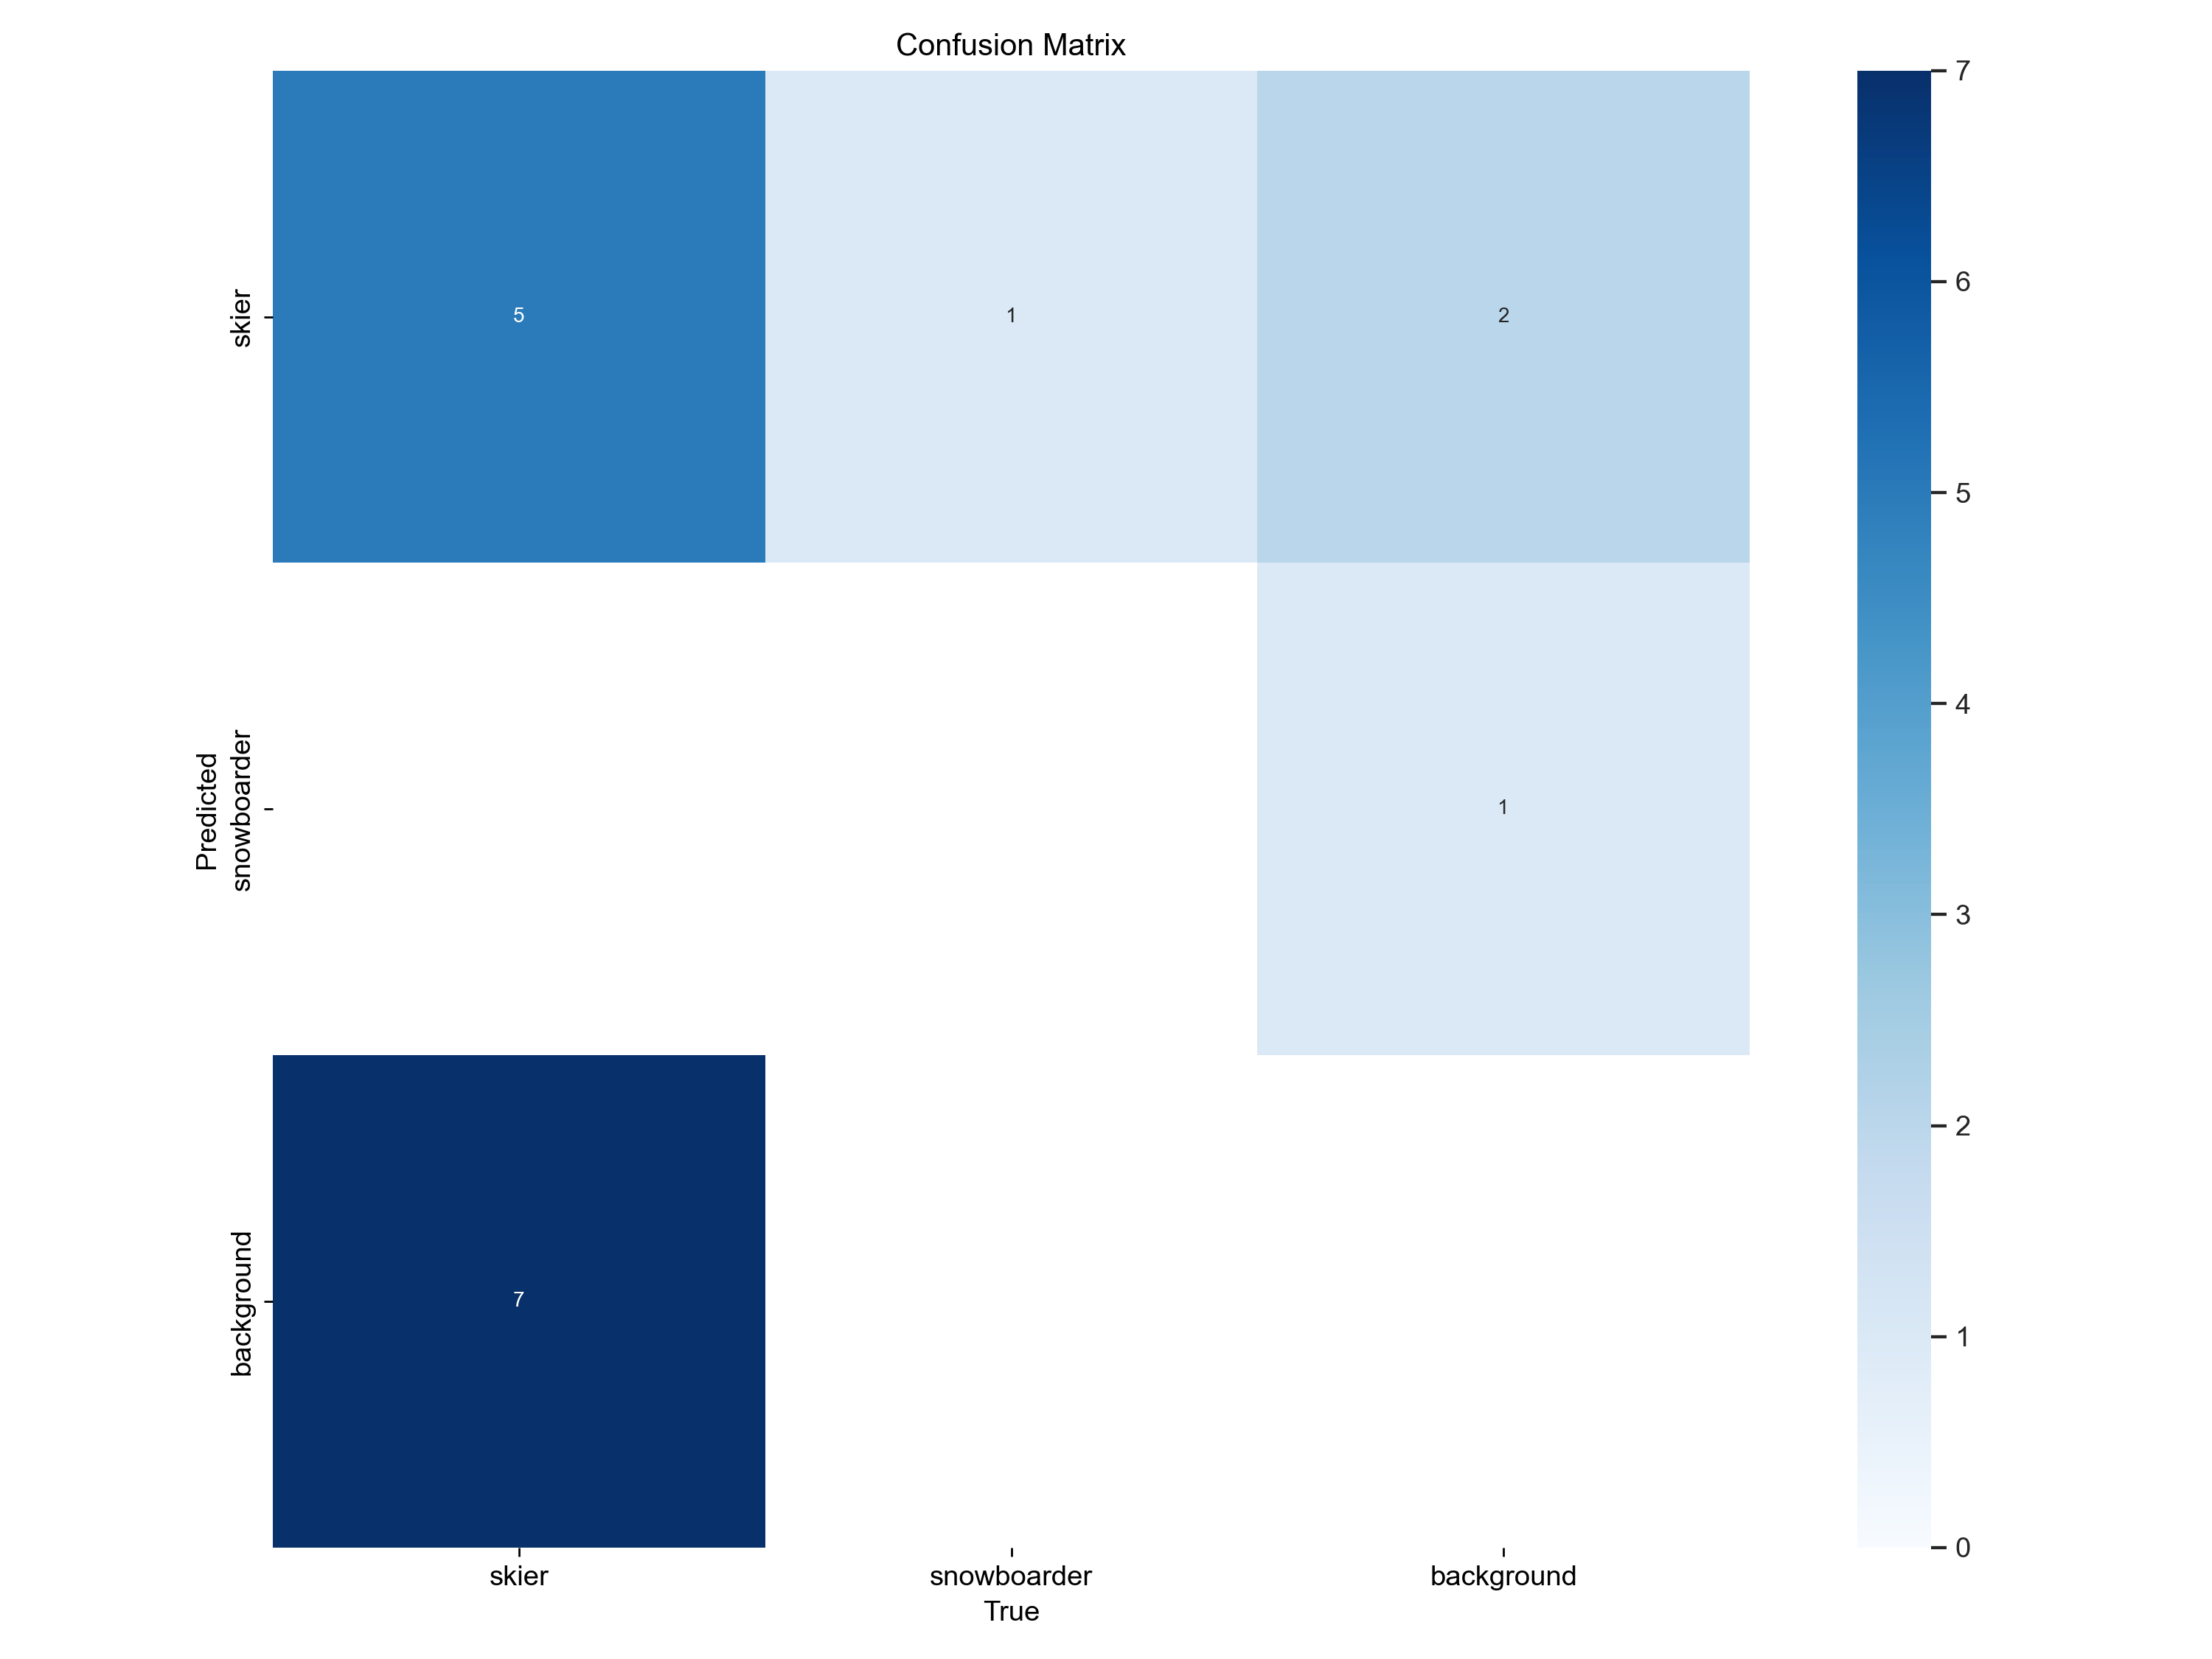 Confusion Matrix
skier
5
1
2
Predicted
snowboarder
1
background
7
skier
snowboarder
background
True
7
6
5
4
3
2
1
0